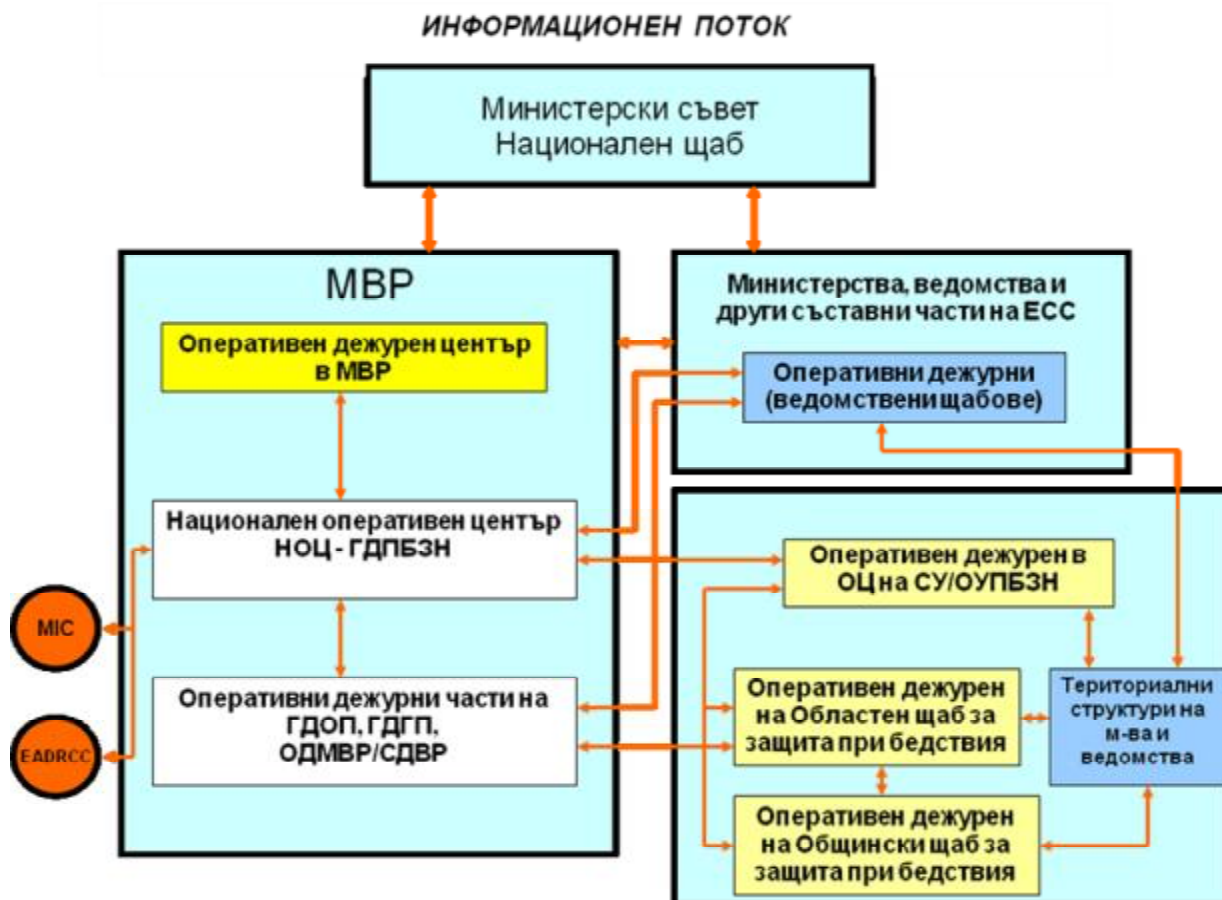 ИНФОРМАЦИОНЕН ПОТОК
Министерски съвет
Национален щаб
МВР
Оперативен дежурен център
в МВР
Национален оперативен център
НОЦ - ГДПБЗН
Оперативни дежурни части на
ГДОП, ГДГП,
ОДМВР/СДВР
MIC
EADRCC
Министерства, ведомства и
други съставни части на ЕСС
Оперативни дежурни
(ведомствени щабове)
Оперативен дежурен в
ОЦ на СУ/ОУПБЗН
Оперативен дежурен
на Областен щаб за
защита при бедствия
Териториални
структури на
м-ва и
ведомства
Оперативен дежурен
на Общински щаб за
защита при бедствия